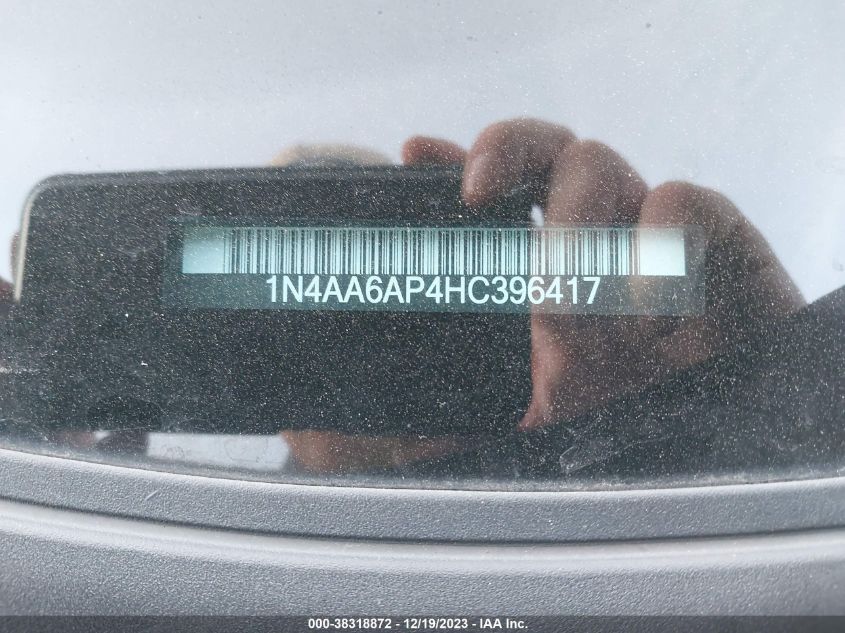 1N4AA6AP4HC396417
000-38318872 - 12/19/2023 - IAA Inc.